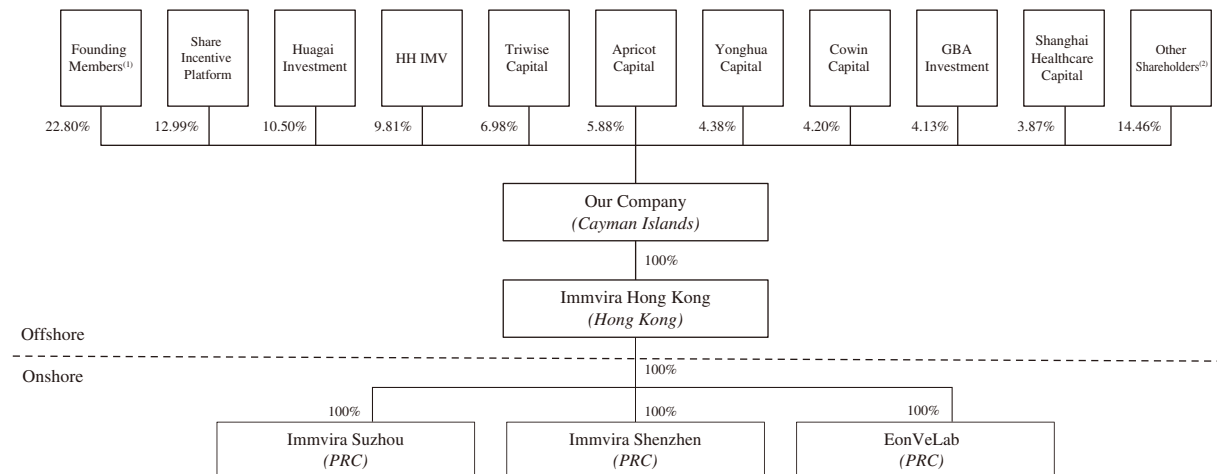 Founding
Members(1)
Share
Incentive
Platform
Huagai
Investment
HH IMV
Triwise
Capital
Apricot
Capital
Yonghua
Capital
Cowin
Capital
GBA
Investment
Shanghai
Healthcare
Capital
Other
Shareholders(2)
22.80%
12.99%
10.50%
9.81%
6.98%
5.88%
4.38%
4.20%
4.13%
3.87%
14.46%
Our Company
(Cayman Islands)
100%
Immvira Hong Kong
(Hong Kong)
Offshore
Onshore
100%
100%
100%
100%
Immvira Suzhou
(PRC)
Immvira Shenzhen
(PRC)
EonVeLab
(PRC)